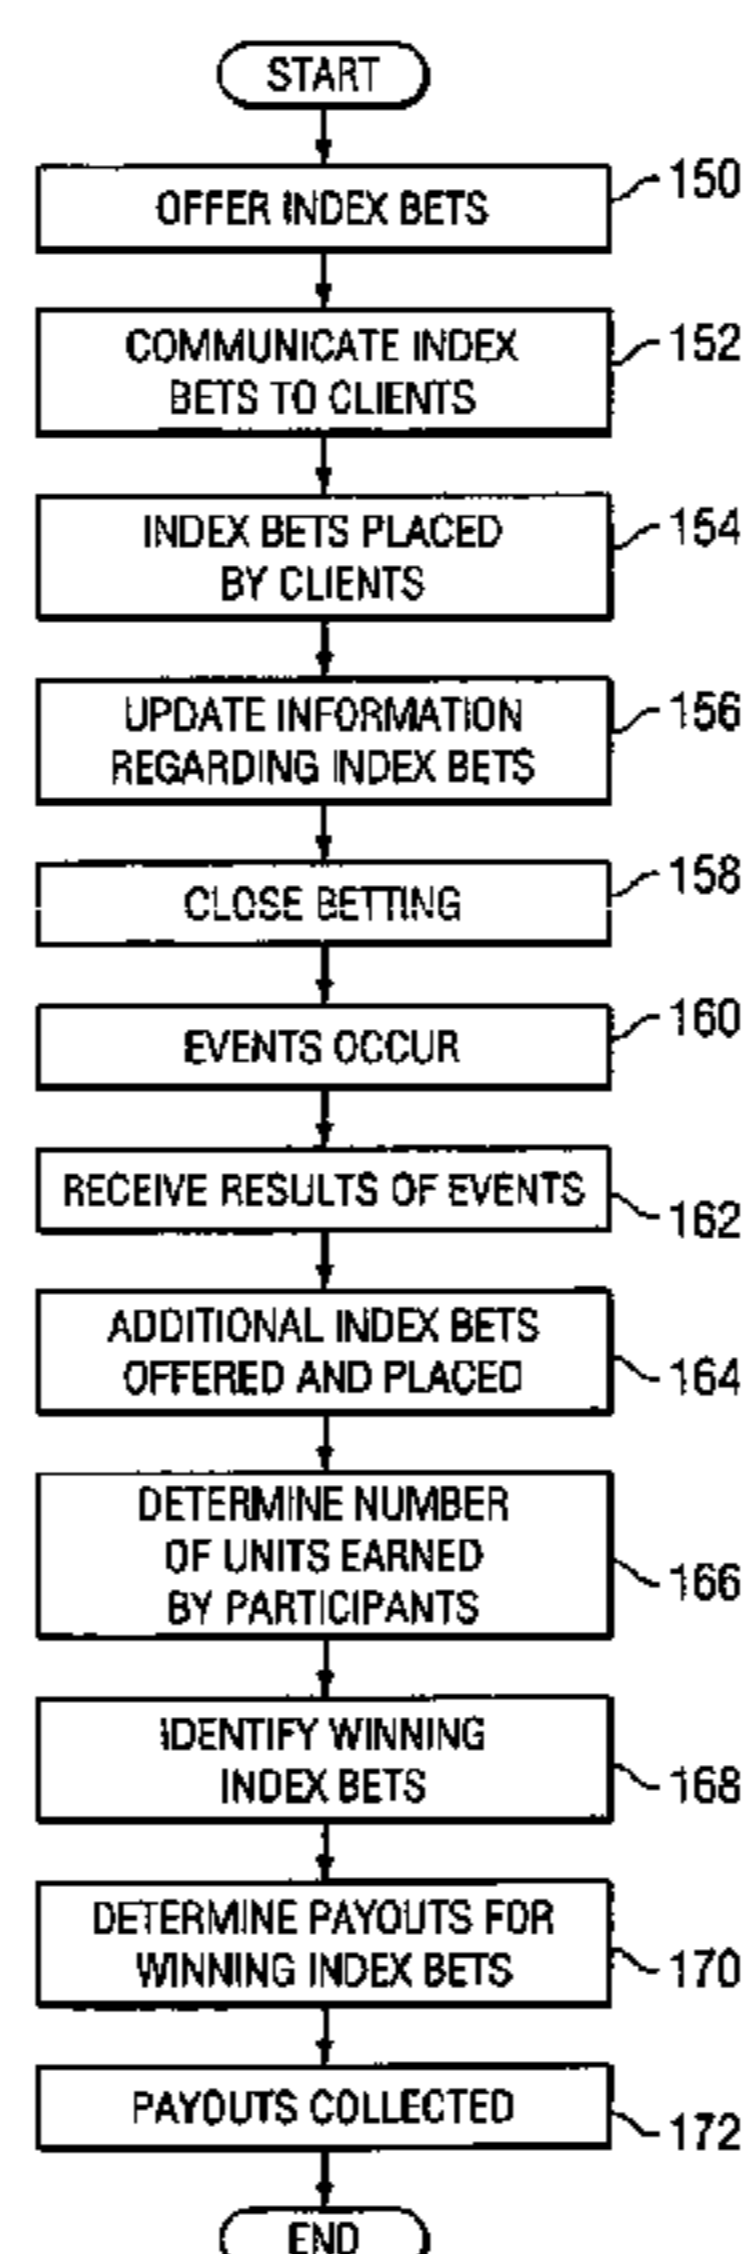 START
OFFER INDEX BETS
150
COMMUNICATE INDEX
BETS TO CLIENTS
152
INDEX BETS PLACED
BY CLIENTS
154
UPDATE INFORMATION
REGARDING INDEX BETS
156
CLOSE BETTING
158
EVENTS OCCUR
160
RECEIVE RESULTS OF EVENTS
162
ADDITIONAL INDEX BETS
OFFERED AND PLACED
164
DETERMINE NUMBER
OF UNITS EARNED
BY PARTICIPANTS
166
IDENTIFY WINNING
INDEX BETS
168
DETERMINE PAYOUTS FOR
WINNING INDEX BETS
170
PAYOUTS COLLECTED
172
END